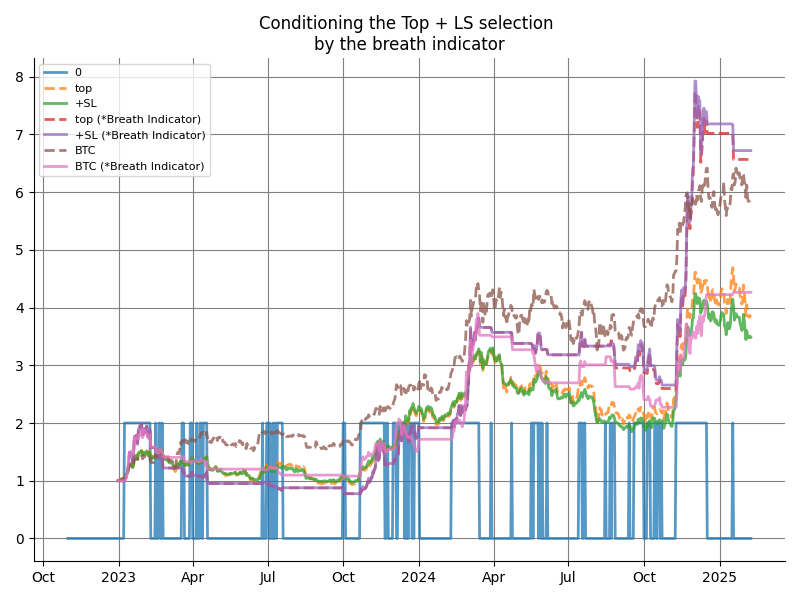 Conditioning the Top + LS selection
by the breath indicator
0
top
+SL
top (*Breath Indicator)
+SL (*Breath Indicator)
BTC
BTC (*Breath Indicator)
8
7
6
5
4
3
2
1
0
Oct
2023
Apr
Jul
Oct
2024
Apr
Jul
Oct
2025